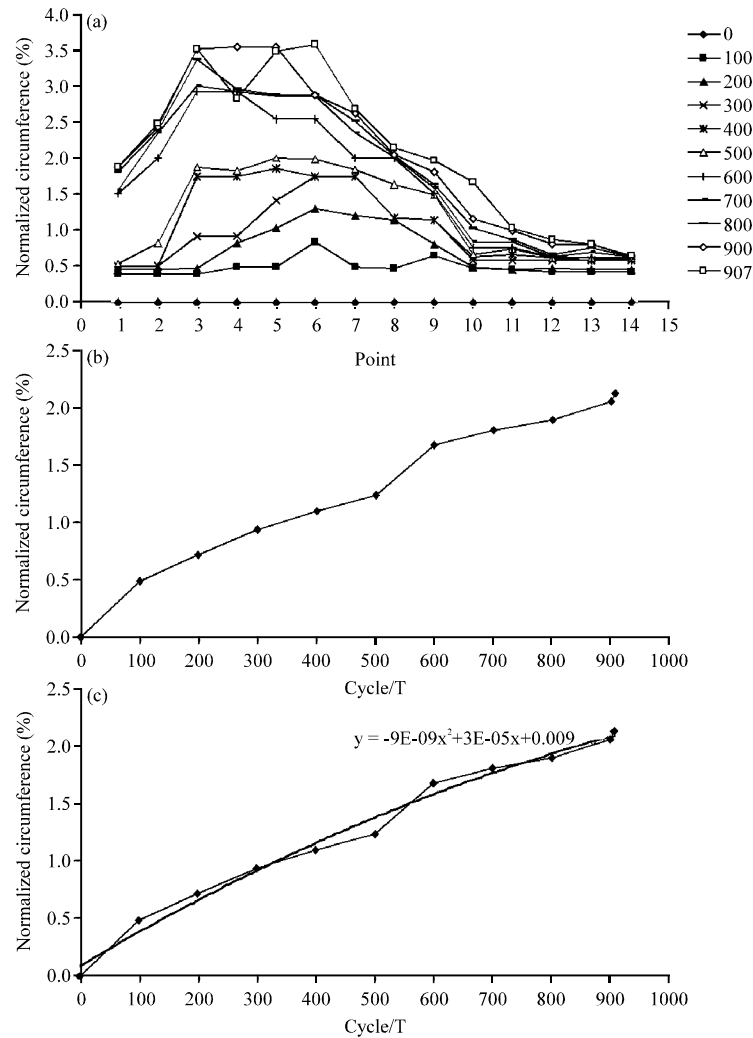 (a)
Normalized circumference (%)
4.0
3.5
3.0
2.5
2.0
1.5
1.0
0.5
0.0
0 1 2 3 4 5 6 7 8 9 10 11 12 13 14 15
Point
0
100
200
300
400
500
600
700
800
900
907
(b)
Normalized circumference (%)
2.5
2.0
1.5
1.0
0.5
0.0
0 100 200 300 400 500 600 700 800 900 1000
Cycle/T
(c)
Normalized circumference (%)
2.5
2.0
1.5
1.0
0.5
0.0
y = -9E-09x²+3E-05x+0.009
0 100 200 300 400 500 600 700 800 900 1000
Cycle/T